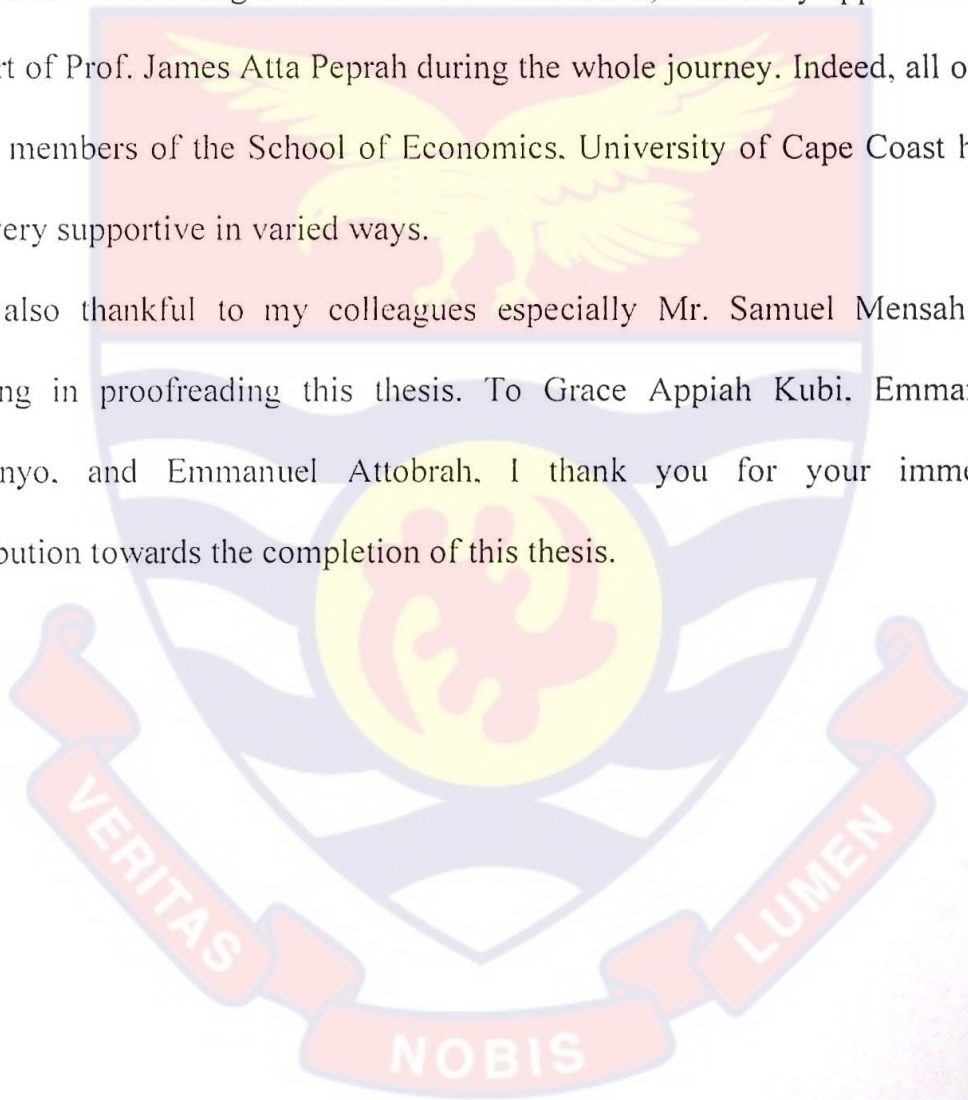 rt of Prof. James Atta Peprah during the whole journey. Indeed, all o
members of the School of Economics. University of Cape Coast h
ery supportive in varied ways.
also thankful to my colleagues especially Mr. Samuel Mensah
ng in proofreading this thesis. To Grace Appiah Kubi. Emma
nyo. and Emmanuel Attobrah. I thank you for your imme
bution towards the completion of this thesis.
VERITAS
NOBIS
LUMEN